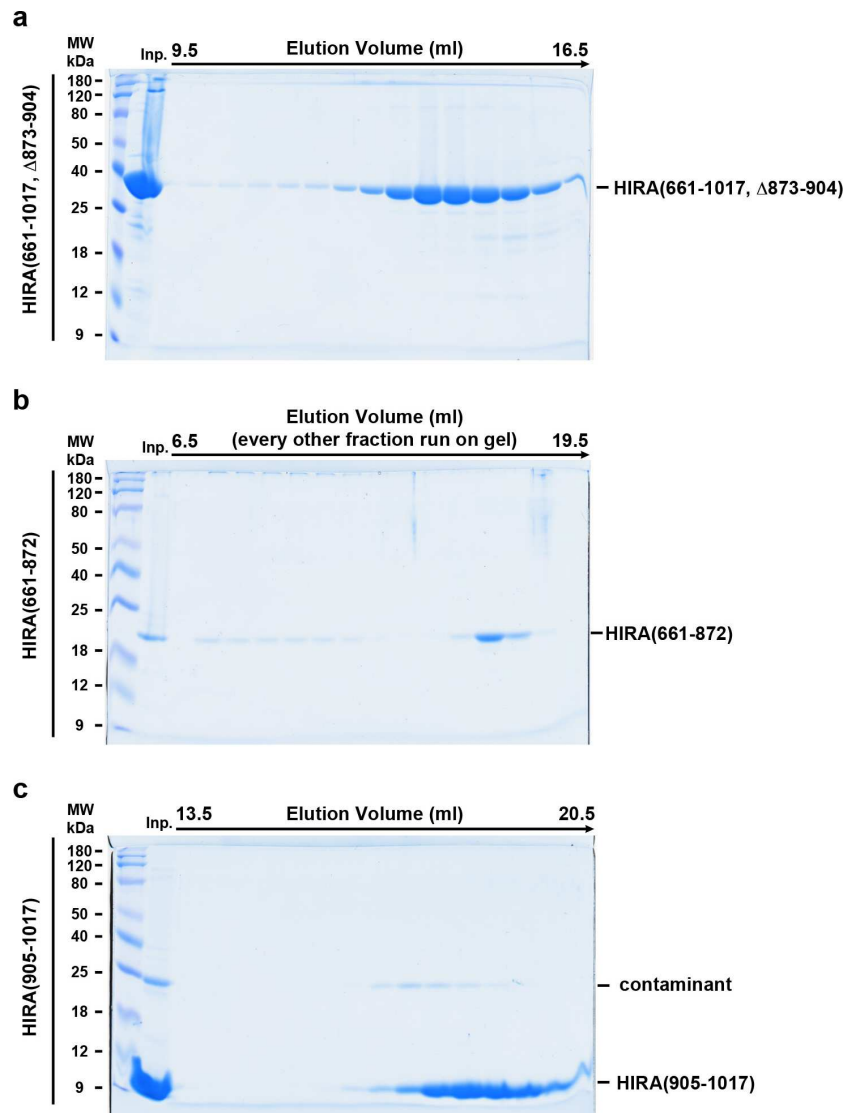 a
MW
kDa
Inp.
9.5
Elution Volume (ml)
16.5
180
120
80
50
40
25
18
12
9
HIRA(661-1017, Δ873-904)
HIRA(661-1017, Δ873-904)
b
Elution Volume (ml)
(every other fraction run on gel)
MW
kDa
Inp.
6.5
19.5
180
120
80
50
40
25
18
12
9
HIRA(661-872)
HIRA(661-872)
c
MW
kDa
Inp.
13.5
Elution Volume (ml)
20.5
180
120
80
50
40
25
18
12
9
HIRA(905-1017)
contaminant
HIRA(905-1017)